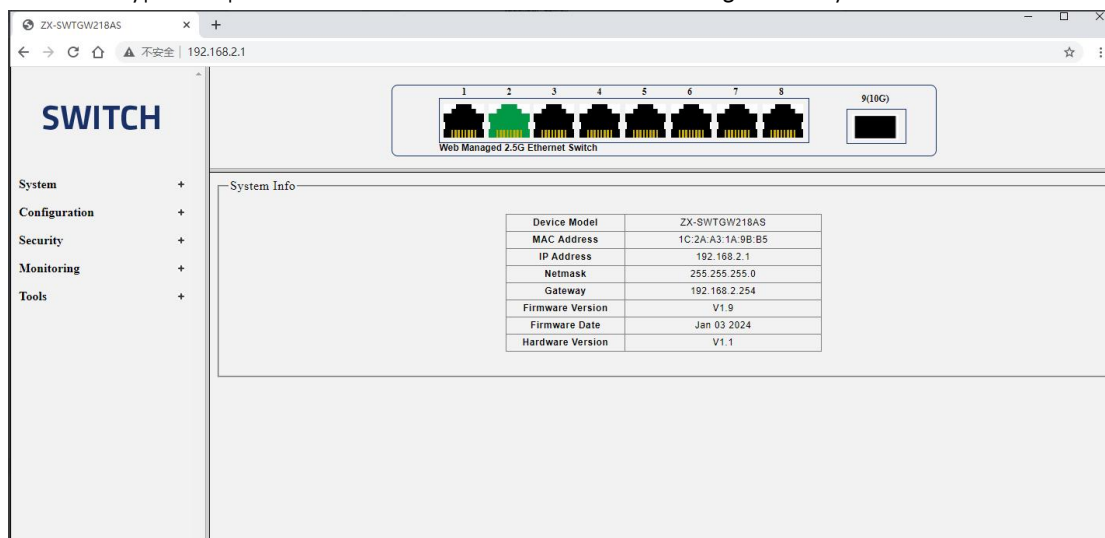 ZX-SWTGW218AS
不安全 | 192.168.2.1
SWITCH
1 2 3 4 5 6 7 8
9(10G)
Web Managed 2.5G Ethernet Switch
System +
Configuration +
Security +
Monitoring +
Tools +
System Info
Device Model ZX-SWTGW218AS
MAC Address 1C:2A:A3:1A:9B:B5
IP Address 192.168.2.1
Netmask 255.255.255.0
Gateway 192.168.2.254
Firmware Version V1.9
Firmware Date Jan 03 2024
Hardware Version V1.1